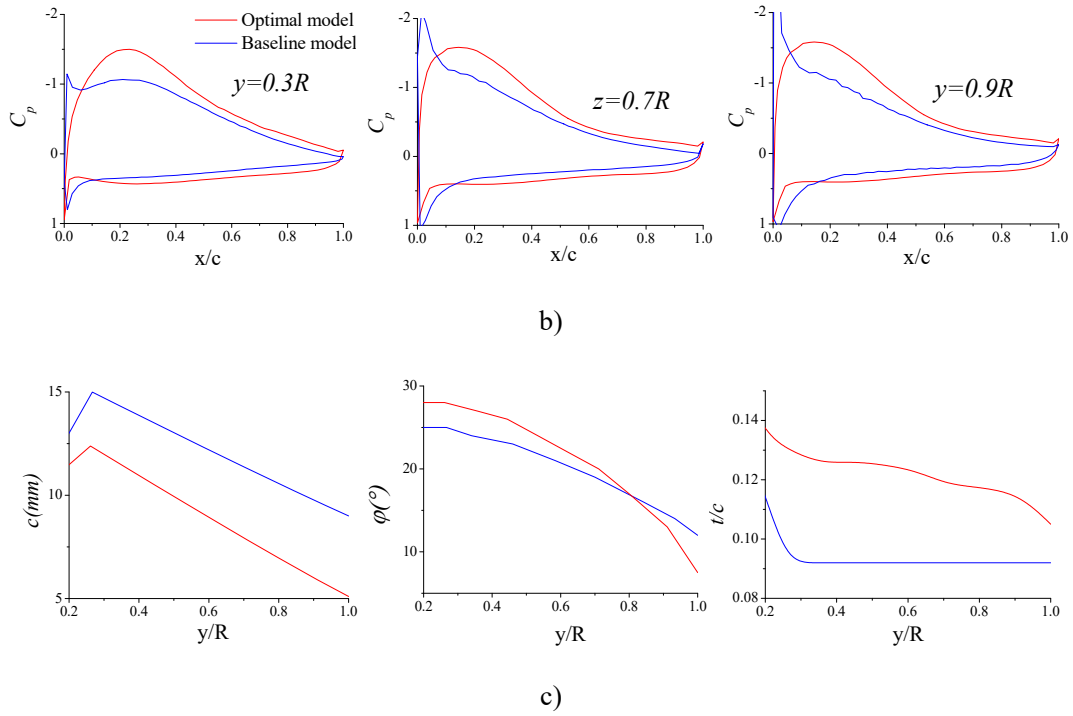 -2
-1
0
1
C_p
0.0 0.2 0.4 0.6 0.8 1.0
x/c
Optimal model
Baseline model
y=0.3R
-2
-1
0
1
C_p
0.0 0.2 0.4 0.6 0.8 1.0
x/c
z=0.7R
-2
-1
0
1
C_p
0.0 0.2 0.4 0.6 0.8 1.0
x/c
y=0.9R
b)
15
10
5
c(mm)
0.2 0.4 0.6 0.8 1.0
y/R
30
20
10
φ(°)
0.2 0.4 0.6 0.8 1.0
y/R
0.14
0.12
0.10
0.08
t/c
0.2 0.4 0.6 0.8 1.0
y/R
c)